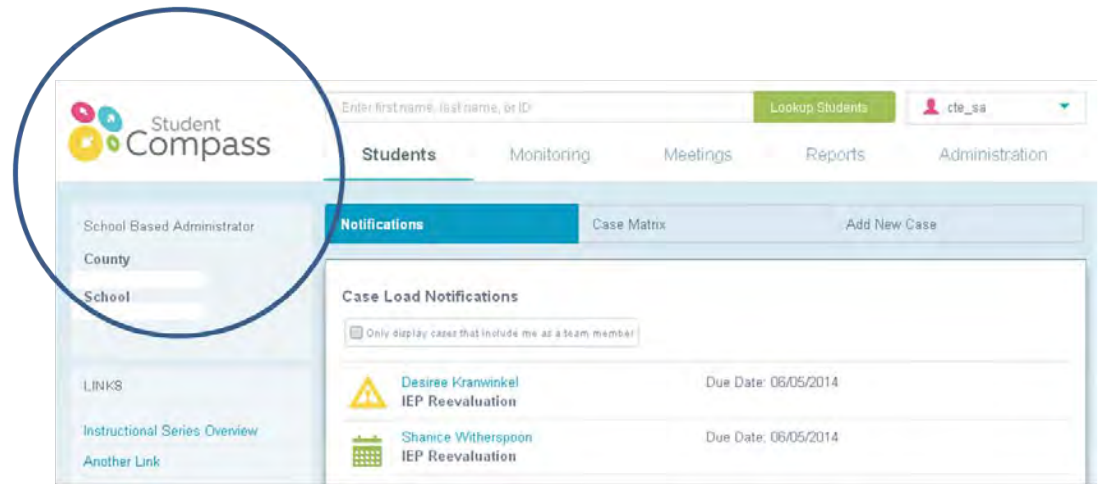 Student
Compass
Enter first name, last name, or ID
Lookup Students
cte_sa
Students
Monitoring
Meetings
Reports
Administration
School Based Administrator
County
School
LINKS
Instructional Series Overview
Another Link
Notifications
Case Matrix
Add New Case
Case Load Notifications
Only display cases that include me as a team member
Desiree Kranwinkel
Due Date: 06/05/2014
IEP Reevaluation
Shanice Witherspoon
Due Date: 06/05/2014
IEP Reevaluation